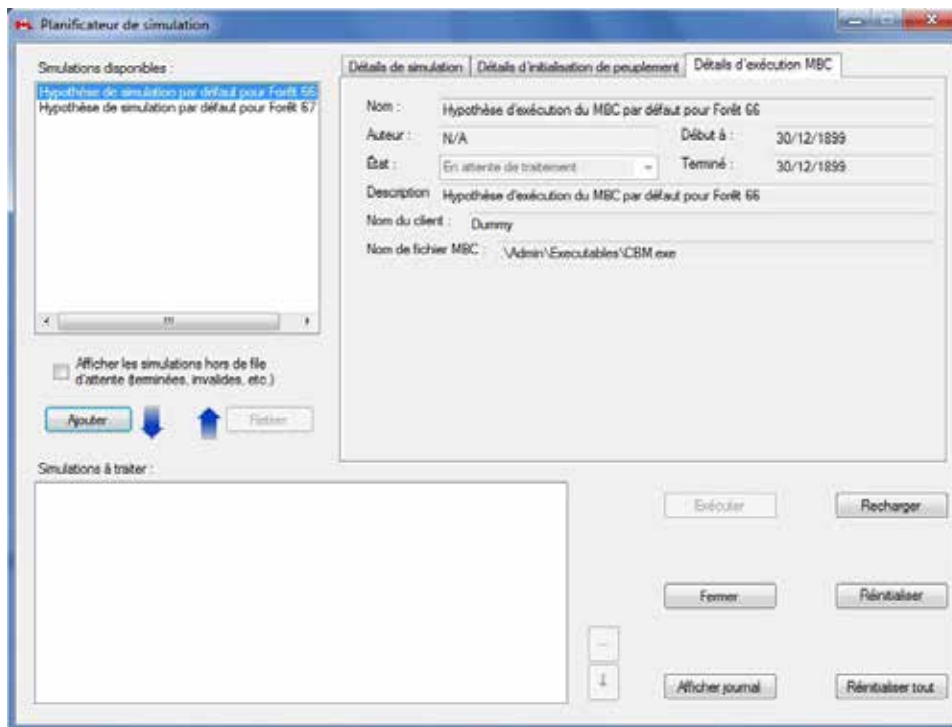 Planificateur de simulation
Simulations disponibles :
Hypothèse de simulation par défaut pour Forêt 66
Hypothèse de simulation par défaut pour Forêt 67
Afficher les simulations hors de file
d'attente (terminées, invalides, etc.)
Ajouter
Retirer
Détails de simulation
Détails d'initialisation de peuplement
Détails d'exécution MBC
Nom : Hypothèse d'exécution du MBC par défaut pour Forêt 66
Auteur : N/A Début à : 30/12/1899
État : En attente de traitement Terminé : 30/12/1899
Description Hypothèse d'exécution du MBC par défaut pour Forêt 66
Nom du client : Dummy
Nom de fichier MBC : \Admin\Executables\CBM.exe
Simulations à traiter :
Exécuter
Recharger
Fermer
Réinitialiser
Afficher journal
Réinitialiser tout